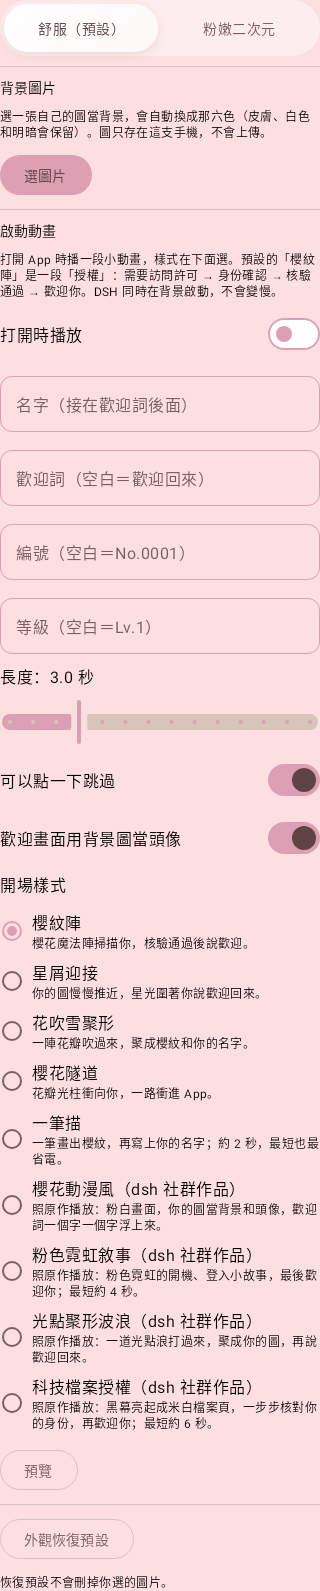 舒服（預設）
粉嫩二次元
背景圖片
選一張自己的圖當背景，會自動換成那六色（皮膚、白色
和明暗會保留）。圖只存在這支手機，不會上傳。
選圖片
啟動動畫
打開 App 時播一段小動畫，樣式在下面選。預設的「櫻紋
陣」是一段「授權」：需要訪問許可 → 身份確認 → 核驗
通過 → 歡迎你。DSH 同時在背景啟動，不會變慢。
打開時播放
名字（接在歡迎詞後面）
歡迎詞（空白＝歡迎回來）
編號（空白＝No.0001）
等級（空白＝Lv.1）
長度：3.0 秒
可以點一下跳過
歡迎畫面用背景圖當頭像
開場樣式
櫻紋陣
櫻花魔法陣掃描你，核驗通過後說歡迎。
星屑迎接
你的圖慢慢推近，星光圍著你說歡迎回來。
花吹雪聚形
一陣花瓣吹過來，聚成櫻紋和你的名字。
櫻花隧道
花瓣光柱衝向你，一路衝進 App。
一筆描
一筆畫出櫻紋，再寫上你的名字；約 2 秒，最短也最
省電。
櫻花動漫風（dsh 社群作品）
照原作播放：粉白畫面，你的圖當背景和頭像，歡迎
詞一個字一個字浮上來。
粉色霓虹敘事（dsh 社群作品）
照原作播放：粉色霓虹的開機、登入小故事，最後歡
迎你；最短約 4 秒。
光點聚形波浪（dsh 社群作品）
照原作播放：一道光點浪打過來，聚成你的圖，再說
歡迎回來。
科技檔案授權（dsh 社群作品）
照原作播放：黑幕亮起成米白檔案頁，一步步核對你
的身份，再歡迎你；最短約 6 秒。
預覽
外觀恢復預設
恢復預設不會刪掉你選的圖片。